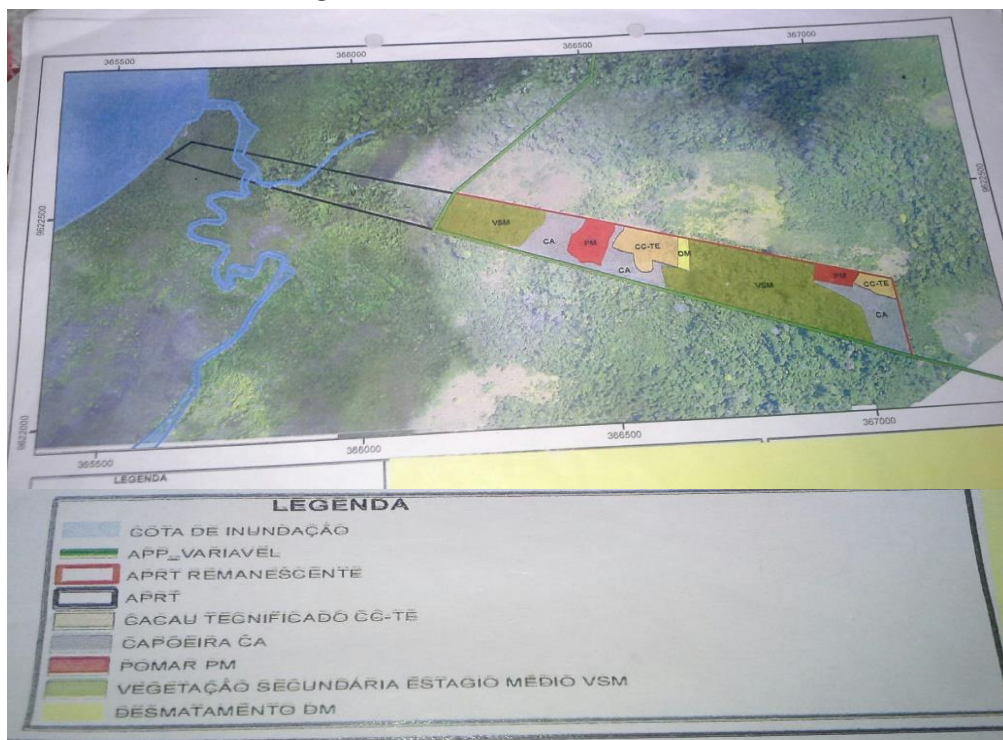 365500
366000
366500
367000
9622500
9622500
VSM
CA
PM
CC-TE
DM
CA
VSM
PM
CC-TE
CA
9622000
365500
366000
366500
367000
LEGENDA
LEGENDA
COTA DE INUNDAÇÃO
APP_VARIAVEL
APRT REMANESCENTE
APRT
CACAU TECNIFICADO CC-TE
CAPOEIRA CA
POMAR PM
VEGETAÇÃO SECUNDÁRIA ESTAGIO MÉDIO VSM
DESMATAMENTO DM